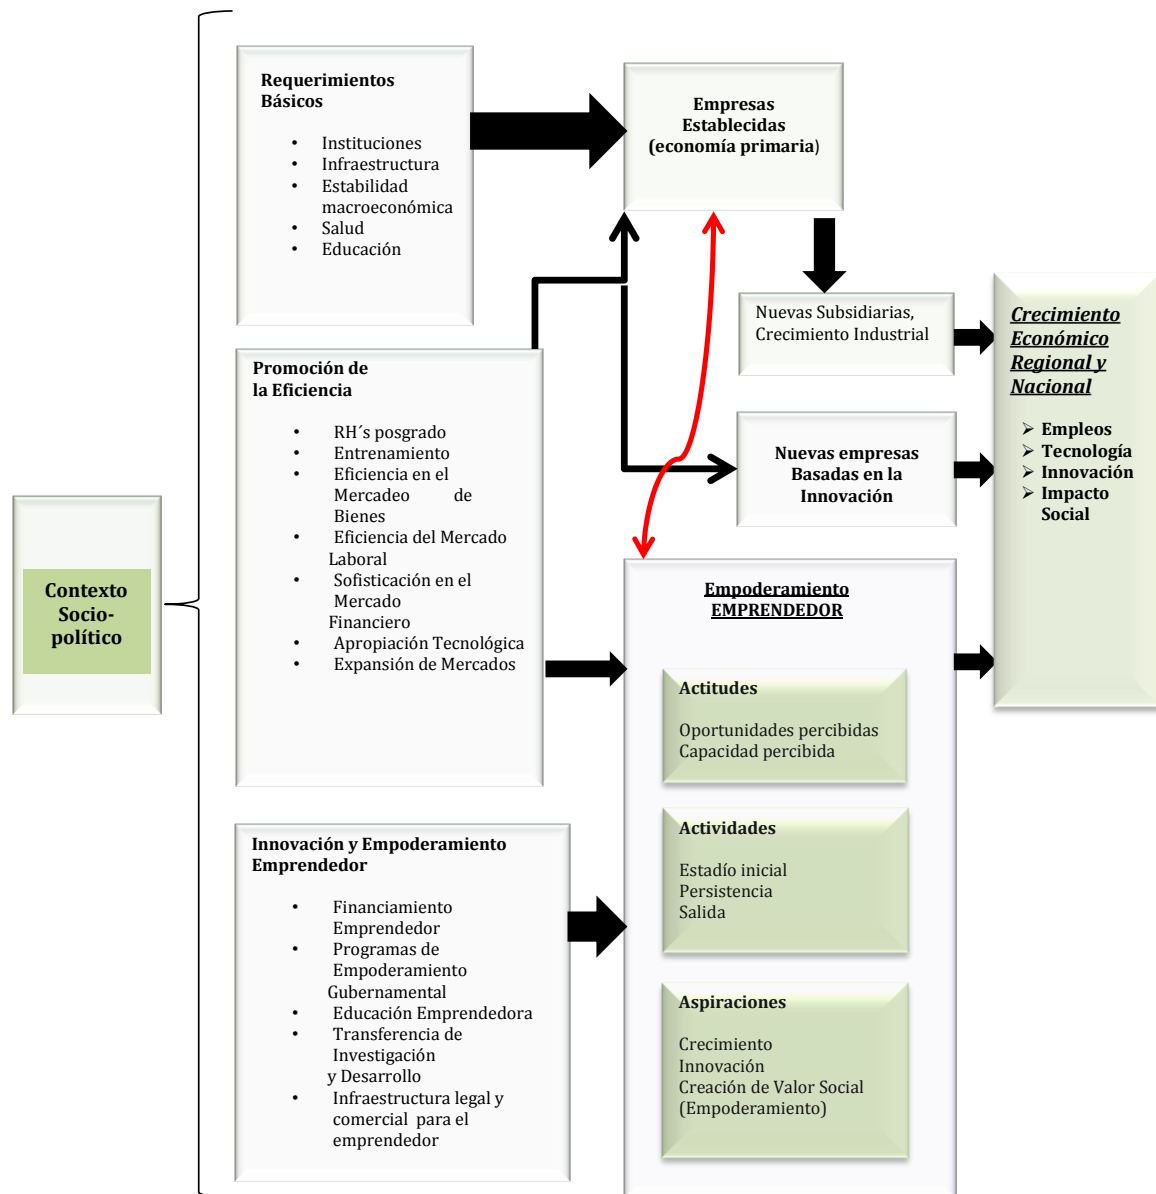 Contexto
Socio-
político
Requerimientos
Básicos
• Instituciones
• Infraestructura
• Estabilidad
macroeconómica
• Salud
• Educación
Promoción de
la Eficiencia
• RH´s posgrado
• Entrenamiento
• Eficiencia en el
Mercadeo de
Bienes
• Eficiencia del Mercado
Laboral
• Sofisticación en el
Mercado
Financiero
• Apropiación Tecnológica
• Expansión de Mercados
Innovación y Empoderamiento
Emprendedor
• Financiamiento
Emprendedor
• Programas de
Empoderamiento
Gubernamental
• Educación Emprendedora
• Transferencia de
Investigación
y Desarrollo
• Infraestructura legal y
comercial para el
emprendedor
Empresas
Establecidas
(economía primaria)
Nuevas Subsidiarias,
Crecimiento Industrial
Nuevas empresas
Basadas en la
Innovación
Empoderamiento
EMPRENDEDOR
Actitudes
Oportunidades percibidas
Capacidad percibida
Actividades
Estadío inicial
Persistencia
Salida
Aspiraciones
Crecimiento
Innovación
Creación de Valor Social
(Empoderamiento)
Crecimiento
Económico
Regional y
Nacional
➢ Empleos
➢ Tecnología
➢ Innovación
➢ Impacto
Social